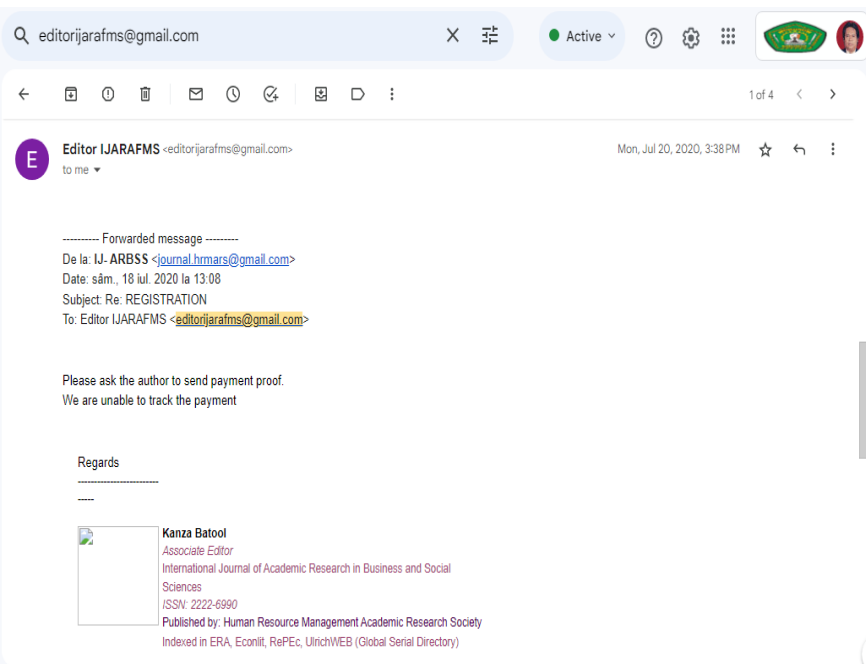 editorijarafms@gmail.com
Active
1 of 4
E
Editor IJARAFMS <editorijarafms@gmail.com>
Mon, Jul 20, 2020, 3:38 PM
to me
---------- Forwarded message ---------
De la: IJ- ARBSS <journal.hrmars@gmail.com>
Date: sâm., 18 iul. 2020 la 13:08
Subject: Re: REGISTRATION
To: Editor IJARAFMS <editorijarafms@gmail.com>
Please ask the author to send payment proof.
We are unable to track the payment
Regards
-------------------------
-----
Kanza Batool
Associate Editor
International Journal of Academic Research in Business and Social
Sciences
ISSN: 2222-6990
Published by: Human Resource Management Academic Research Society
Indexed in ERA, Econlit, RePEc, UlrichWEB (Global Serial Directory)